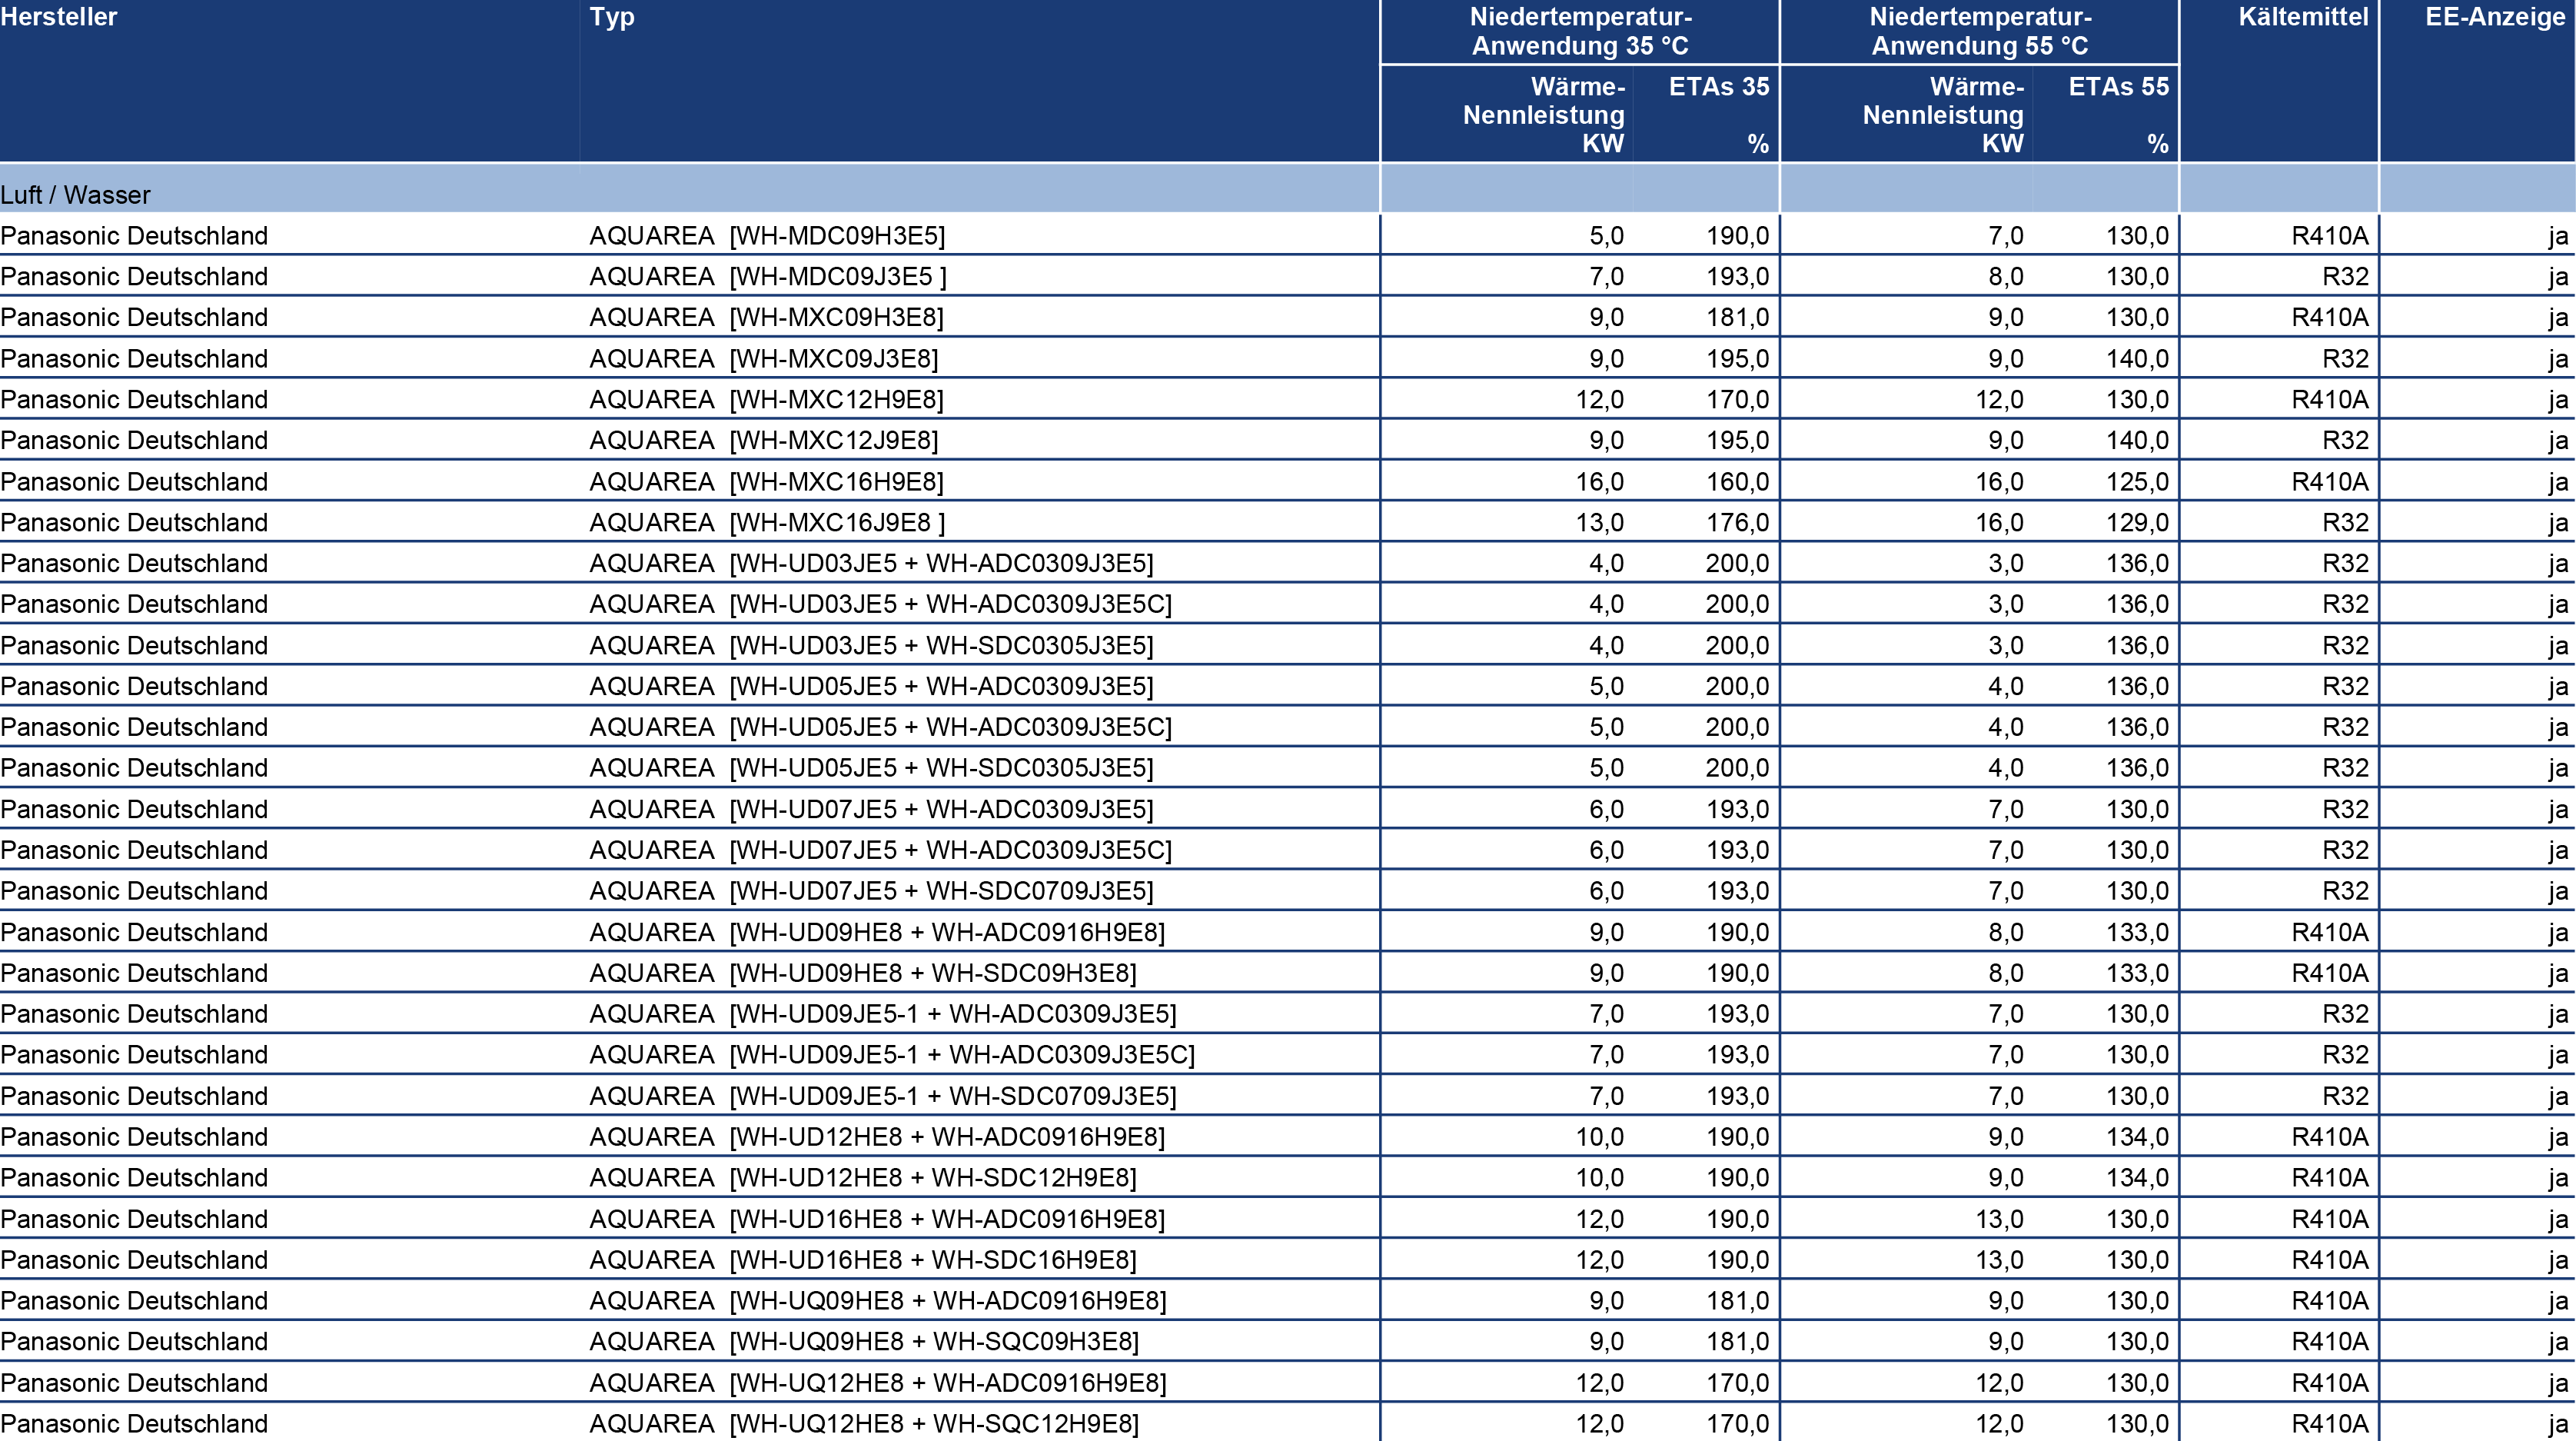 Hersteller Typ Niedertemperatur- Niedertemperatur- Kältemittel EE-Anzeige
Anwendung 35 °C Anwendung 55 °C
Wärme- ETAs 35 Wärme- ETAs 55
Nennleistung Nennleistung
KW % KW %
Luft / Wasser
Panasonic Deutschland AQUAREA [WH-MDC09H3E5] 5,0 190,0 7,0 130,0 R410A ja
Panasonic Deutschland AQUAREA [WH-MDC09J3E5 ] 7,0 193,0 8,0 130,0 R32 ja
Panasonic Deutschland AQUAREA [WH-MXC09H3E8] 9,0 181,0 9,0 130,0 R410A ja
Panasonic Deutschland AQUAREA [WH-MXC09J3E8] 9,0 195,0 9,0 140,0 R32 ja
Panasonic Deutschland AQUAREA [WH-MXC12H9E8] 12,0 170,0 12,0 130,0 R410A ja
Panasonic Deutschland AQUAREA [WH-MXC12J9E8] 9,0 195,0 9,0 140,0 R32 ja
Panasonic Deutschland AQUAREA [WH-MXC16H9E8] 16,0 160,0 16,0 125,0 R410A ja
Panasonic Deutschland AQUAREA [WH-MXC16J9E8 ] 13,0 176,0 16,0 129,0 R32 ja
Panasonic Deutschland AQUAREA [WH-UD03JE5 + WH-ADC0309J3E5] 4,0 200,0 3,0 136,0 R32 ja
Panasonic Deutschland AQUAREA [WH-UD03JE5 + WH-ADC0309J3E5C] 4,0 200,0 3,0 136,0 R32 ja
Panasonic Deutschland AQUAREA [WH-UD03JE5 + WH-SDC0305J3E5] 4,0 200,0 3,0 136,0 R32 ja
Panasonic Deutschland AQUAREA [WH-UD05JE5 + WH-ADC0309J3E5] 5,0 200,0 4,0 136,0 R32 ja
Panasonic Deutschland AQUAREA [WH-UD05JE5 + WH-ADC0309J3E5C] 5,0 200,0 4,0 136,0 R32 ja
Panasonic Deutschland AQUAREA [WH-UD05JE5 + WH-SDC0305J3E5] 5,0 200,0 4,0 136,0 R32 ja
Panasonic Deutschland AQUAREA [WH-UD07JE5 + WH-ADC0309J3E5] 6,0 193,0 7,0 130,0 R32 ja
Panasonic Deutschland AQUAREA [WH-UD07JE5 + WH-ADC0309J3E5C] 6,0 193,0 7,0 130,0 R32 ja
Panasonic Deutschland AQUAREA [WH-UD07JE5 + WH-SDC0709J3E5] 6,0 193,0 7,0 130,0 R32 ja
Panasonic Deutschland AQUAREA [WH-UD09HE8 + WH-ADC0916H9E8] 9,0 190,0 8,0 133,0 R410A ja
Panasonic Deutschland AQUAREA [WH-UD09HE8 + WH-SDC09H3E8] 9,0 190,0 8,0 133,0 R410A ja
Panasonic Deutschland AQUAREA [WH-UD09JE5-1 + WH-ADC0309J3E5] 7,0 193,0 7,0 130,0 R32 ja
Panasonic Deutschland AQUAREA [WH-UD09JE5-1 + WH-ADC0309J3E5C] 7,0 193,0 7,0 130,0 R32 ja
Panasonic Deutschland AQUAREA [WH-UD09JE5-1 + WH-SDC0709J3E5] 7,0 193,0 7,0 130,0 R32 ja
Panasonic Deutschland AQUAREA [WH-UD12HE8 + WH-ADC0916H9E8] 10,0 190,0 9,0 134,0 R410A ja
Panasonic Deutschland AQUAREA [WH-UD12HE8 + WH-SDC12H9E8] 10,0 190,0 9,0 134,0 R410A ja
Panasonic Deutschland AQUAREA [WH-UD16HE8 + WH-ADC0916H9E8] 12,0 190,0 13,0 130,0 R410A ja
Panasonic Deutschland AQUAREA [WH-UD16HE8 + WH-SDC16H9E8] 12,0 190,0 13,0 130,0 R410A ja
Panasonic Deutschland AQUAREA [WH-UQ09HE8 + WH-ADC0916H9E8] 9,0 181,0 9,0 130,0 R410A ja
Panasonic Deutschland AQUAREA [WH-UQ09HE8 + WH-SQC09H3E8] 9,0 181,0 9,0 130,0 R410A ja
Panasonic Deutschland AQUAREA [WH-UQ12HE8 + WH-ADC0916H9E8] 12,0 170,0 12,0 130,0 R410A ja
Panasonic Deutschland AQUAREA [WH-UQ12HE8 + WH-SQC12H9E8] 12,0 170,0 12,0 130,0 R410A ja